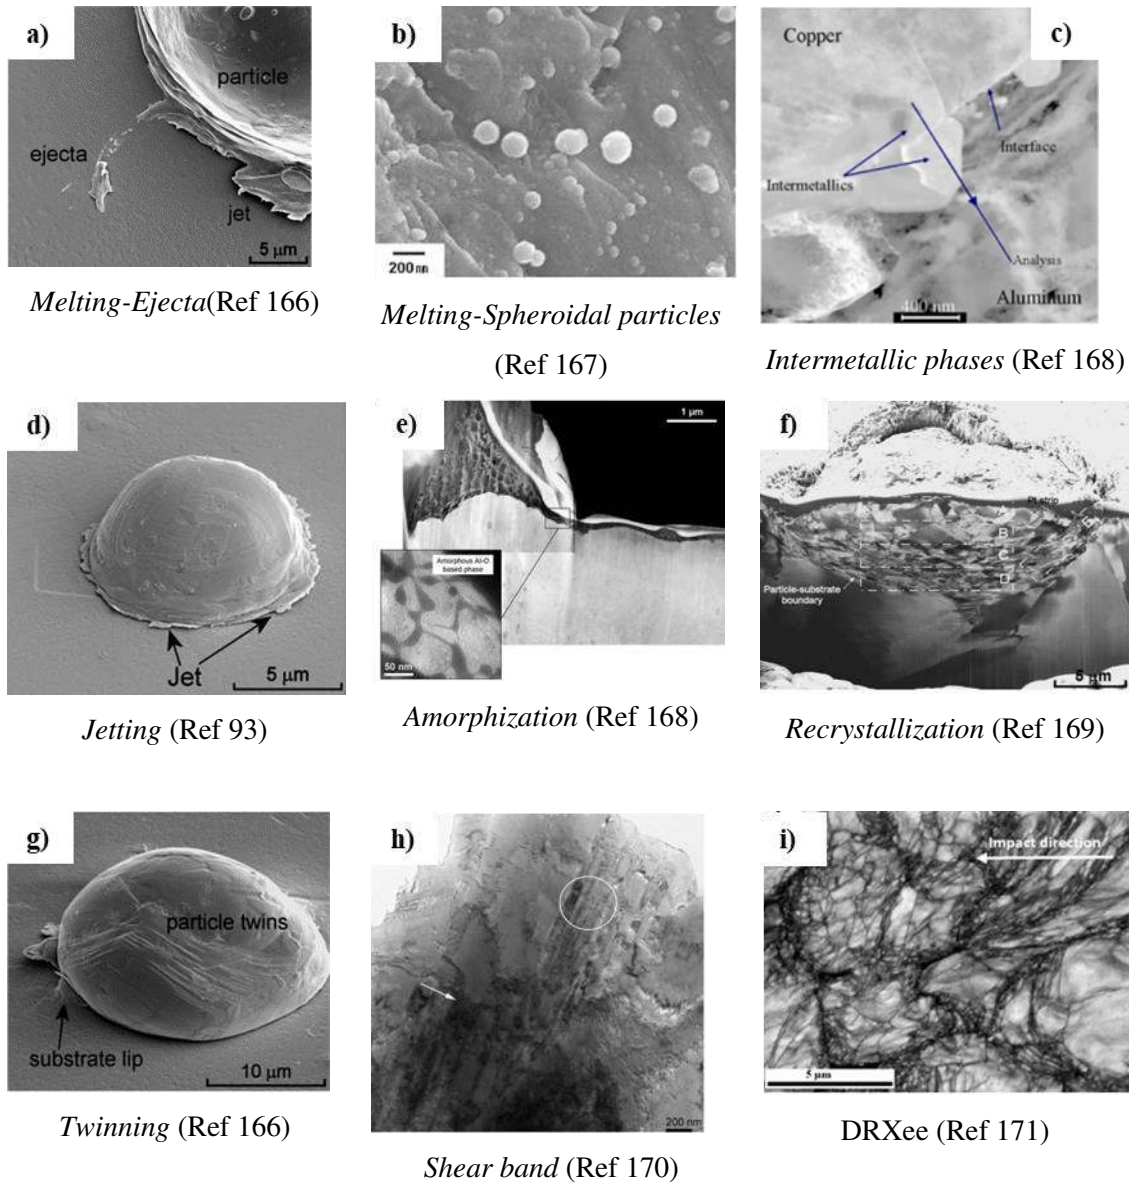 a)
particle
ejecta
jet
5 μm
Melting-Ejecta(Ref 166)
b)
200 nm
Melting-Spheroidal particles
(Ref 167)
c)
Copper
Interface
Intermetallics
Analysis
Aluminum
400 nm
Intermetallic phases (Ref 168)
d)
Jet
5 μm
Jetting (Ref 93)
e)
1 μm
Amorphous Al-O
based phase
50 nm
Amorphization (Ref 168)
f)
Pt strip
A
B
C
D
Particle-substrate
boundary
5 μm
Recrystallization (Ref 169)
g)
particle twins
substrate lip
10 μm
Twinning (Ref 166)
h)
200 nm
Shear band (Ref 170)
i)
Impact direction
5 μm
DRXee (Ref 171)